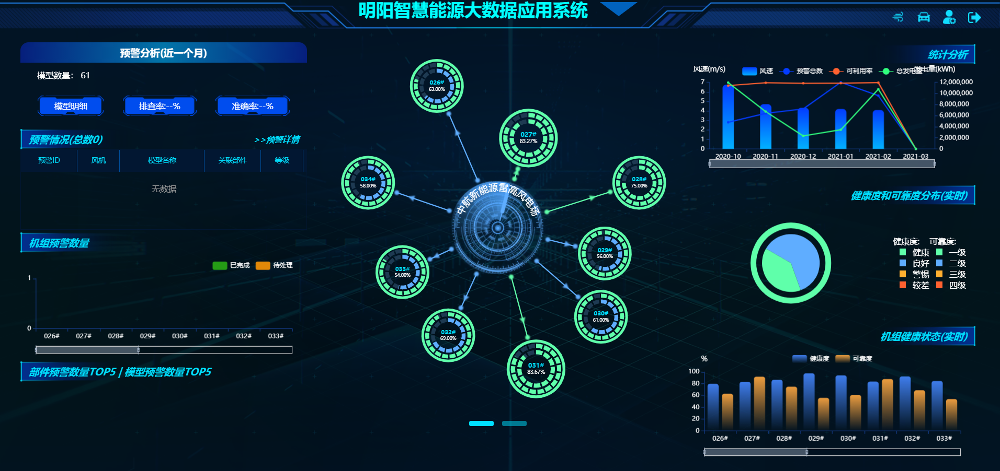 明阳智慧能源大数据应用系统
预警分析(近一个月)
模型数量： 61
模型明细
排查率:--%
准确率:--%
预警情况(总数0)
>>预警详情
预警ID 风机 模型名称 关联部件 等级
无数据
机组预警数量
已完成 待处理
1
0
026# 027# 028# 029# 030# 031# 032# 033#
部件预警数量TOP5 / 模型预警数量TOP5
026#
63.00%
027#
83.27%
034#
58.00%
028#
75.00%
中航新能源雷高风电场
029#
56.00%
033#
54.00%
030#
61.00%
032#
69.00%
031#
83.67%
统计分析
风速(m/s)
风速 预警总数 可利用率 总发电量
电量(kWh)
7
6
5
4
3
2
1
0
12,000,000
10,000,000
8,000,000
6,000,000
4,000,000
2,000,000
0
2020-10 2020-11 2020-12 2021-01 2021-02 2021-03
健康度和可靠度分布(实时)
健康度: 可靠度:
健康 一级
良好 二级
警惕 三级
较差 四级
机组健康状态(实时)
%
健康度 可靠度
100
80
60
40
20
0
026# 027# 028# 029# 030# 031# 032# 033#